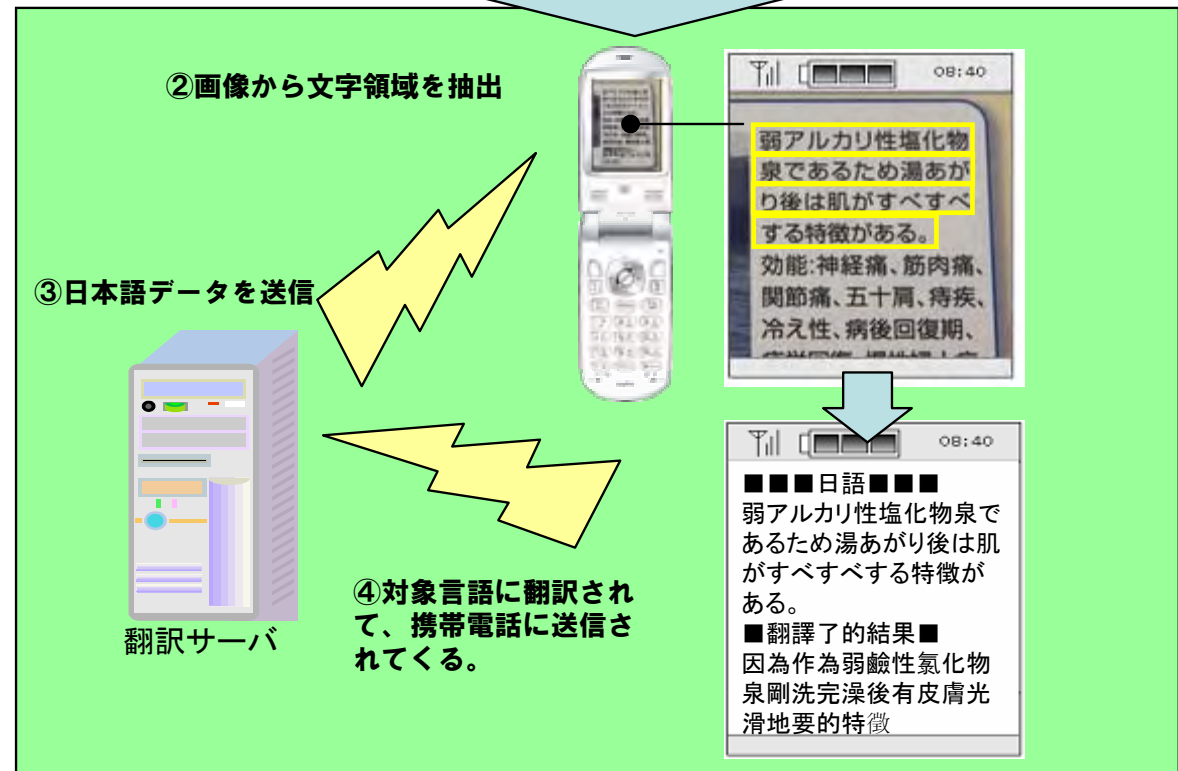 ②画像から文字領域を抽出
08:40
弱アルカリ性塩化物
泉であるため湯あが
り後は肌がすべすべ
する特徴がある。
効能:神経痛、筋肉痛、
関節痛、五十肩、痔疾、
冷え性、病後回復期、
③日本語データを送信
翻訳サーバ
④対象言語に翻訳され
て、携帯電話に送信さ
れてくる。
08:40
■■■日語■■■
弱アルカリ性塩化物泉で
あるため湯あがり後は肌
がすべすべする特徴が
ある。
■翻譯了的結果■
因為作為弱鹼性氯化物
泉剛洗完澡後有皮膚光
滑地要的特徵